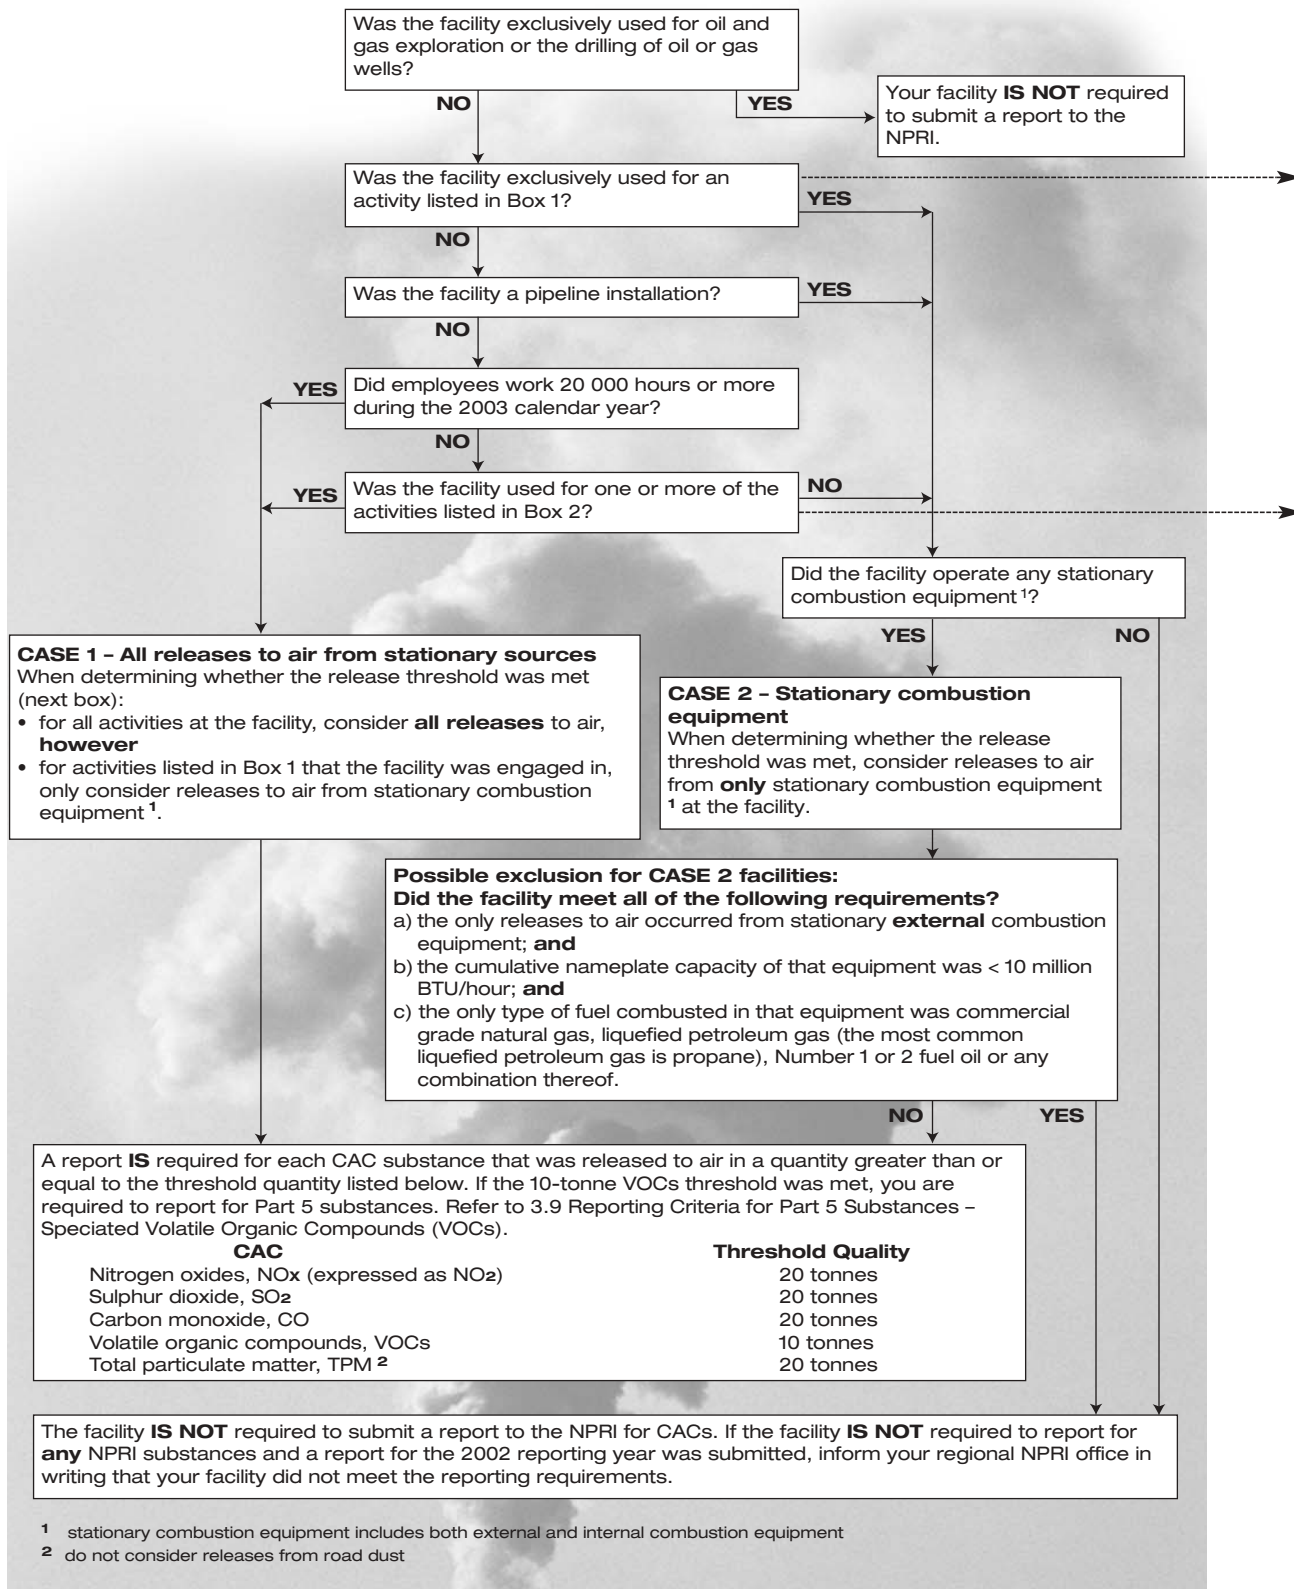 Was the facility exclusively used for oil and
gas exploration or the drilling of oil or gas
wells?
NO
YES
Your facility IS NOT required
to submit a report to the
NPRI.
Was the facility exclusively used for an
activity listed in Box 1?
YES
NO
Was the facility a pipeline installation?
YES
NO
YES
Did employees work 20 000 hours or more
during the 2003 calendar year?
NO
YES
Was the facility used for one or more of the
activities listed in Box 2?
NO
Did the facility operate any stationary
combustion equipment 1?
YES
NO
CASE 1 – All releases to air from stationary sources
When determining whether the release threshold was met
(next box):
• for all activities at the facility, consider all releases to air,
however
• for activities listed in Box 1 that the facility was engaged in,
only consider releases to air from stationary combustion
equipment 1.
CASE 2 – Stationary combustion
equipment
When determining whether the release
threshold was met, consider releases to air
from only stationary combustion equipment
1 at the facility.
Possible exclusion for CASE 2 facilities:
Did the facility meet all of the following requirements?
a) the only releases to air occurred from stationary external combustion
equipment; and
b) the cumulative nameplate capacity of that equipment was < 10 million
BTU/hour; and
c) the only type of fuel combusted in that equipment was commercial
grade natural gas, liquefied petroleum gas (the most common
liquefied petroleum gas is propane), Number 1 or 2 fuel oil or any
combination thereof.
NO
YES
A report IS required for each CAC substance that was released to air in a quantity greater than or
equal to the threshold quantity listed below. If the 10-tonne VOCs threshold was met, you are
required to report for Part 5 substances. Refer to 3.9 Reporting Criteria for Part 5 Substances –
Speciated Volatile Organic Compounds (VOCs).
CAC Threshold Quality
Nitrogen oxides, NOx (expressed as NO2) 20 tonnes
Sulphur dioxide, SO2 20 tonnes
Carbon monoxide, CO 20 tonnes
Volatile organic compounds, VOCs 10 tonnes
Total particulate matter, TPM 2 20 tonnes
The facility IS NOT required to submit a report to the NPRI for CACs. If the facility IS NOT required to report for
any NPRI substances and a report for the 2002 reporting year was submitted, inform your regional NPRI office in
writing that your facility did not meet the reporting requirements.
1 stationary combustion equipment includes both external and internal combustion equipment
2 do not consider releases from road dust